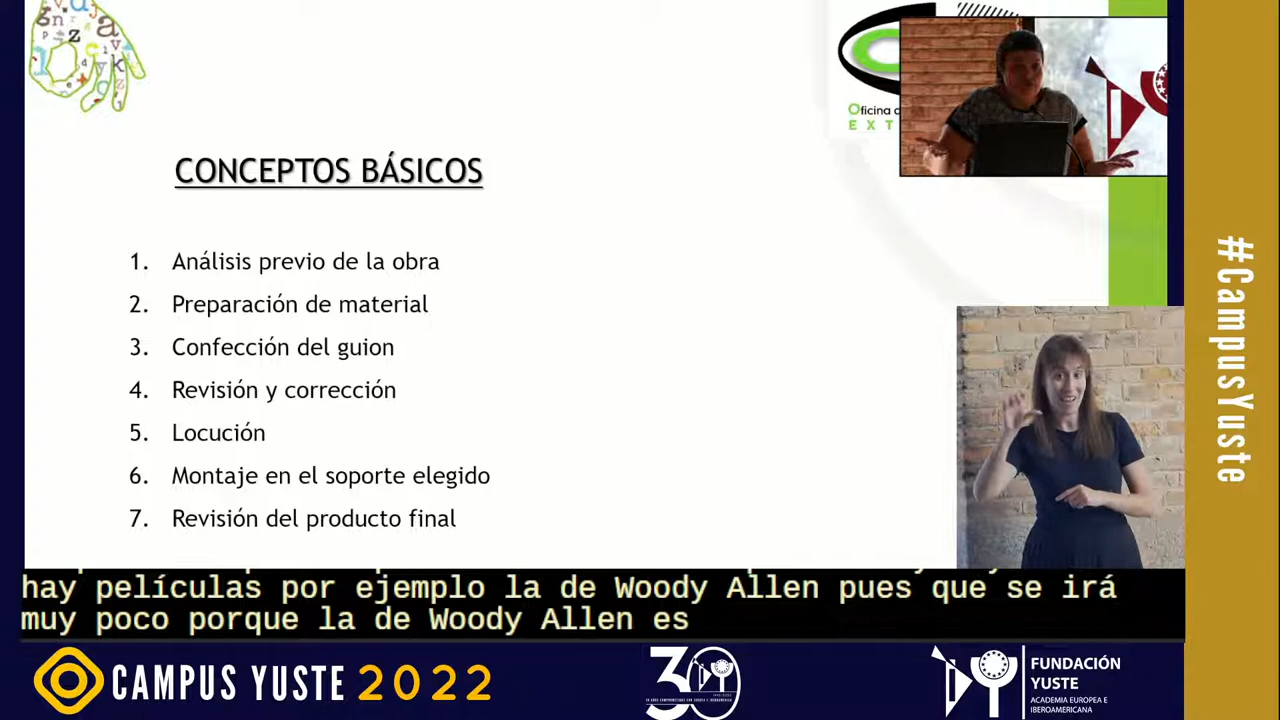 Oficina
EXT
CONCEPTOS BÁSICOS
1. Análisis previo de la obra
2. Preparación de material
3. Confección del guion
4. Revisión y corrección
5. Locución
6. Montaje en el soporte elegido
7. Revisión del producto final
#CampusYuste
hay películas por ejemplo la de Woody Allen pues que se irá
muy poco porque la de Woody Allen es
CAMPUS YUSTE 2022
30
FUNDACIÓN
YUSTE
ACADEMIA EUROPEA E
IBEROAMERICANA